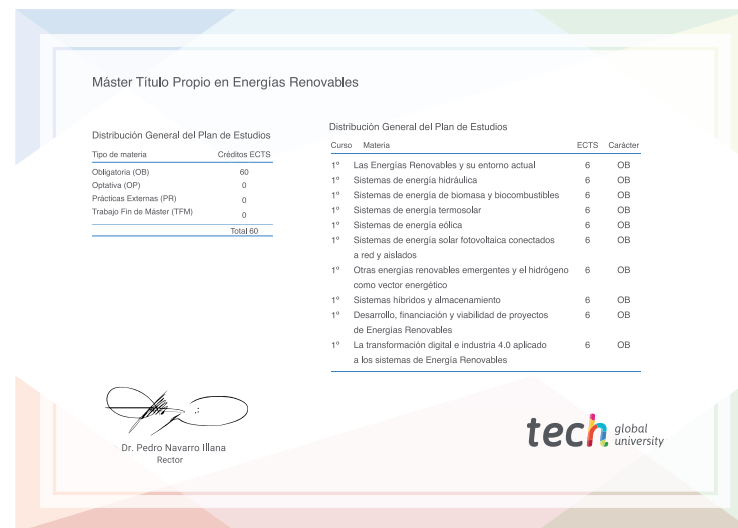 Máster Título Propio en Energías Renovables
Distribución General del Plan de Estudios
Tipo de materia Créditos ECTS
Obligatoria (OB) 60
Optativa (OP) 0
Prácticas Externas (PR) 0
Trabajo Fin de Máster (TFM) 0
Total 60
Distribución General del Plan de Estudios
Curso Materia ECTS Carácter
1º Las Energías Renovables y su entorno actual 6 OB
1º Sistemas de energía hidráulica 6 OB
1º Sistemas de energía de biomasa y biocombustibles 6 OB
1º Sistemas de energía termosolar 6 OB
1º Sistemas de energía eólica 6 OB
1º Sistemas de energía solar fotovoltaica conectados 6 OB
a red y aislados
1º Otras energías renovables emergentes y el hidrógeno 6 OB
como vector energético
1º Sistemas híbridos y almacenamiento 6 OB
1º Desarrollo, financiación y viabilidad de proyectos 6 OB
de Energías Renovables
1º La transformación digital e industria 4.0 aplicado 6 OB
a los sistemas de Energía Renovables
Dr. Pedro Navarro Illana
Rector
tech global
university